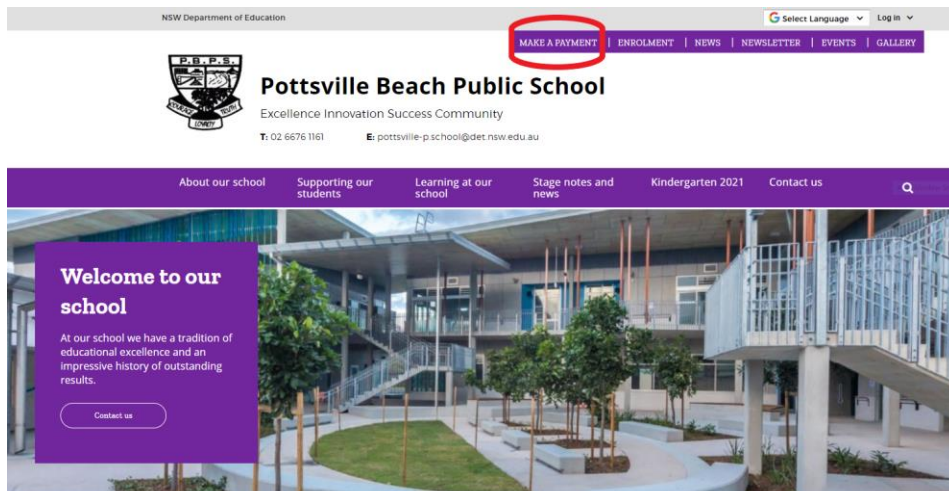 NSW Department of Education
Select Language
Log in
MAKE A PAYMENT | ENROLMENT | NEWS | NEWSLETTER | EVENTS | GALLERY
P.B.P.S.
COURAGE TRUTH
LOYALTY
Pottsville Beach Public School
Excellence Innovation Success Community
T: 02 6676 1161 E: pottsville-p.school@det.nsw.edu.au
About our school
Supporting our
students
Learning at our
school
Stage notes and
news
Kindergarten 2021
Contact us
Welcome to our
school
At our school we have a tradition of
educational excellence and an
impressive history of outstanding
results.
Contact us